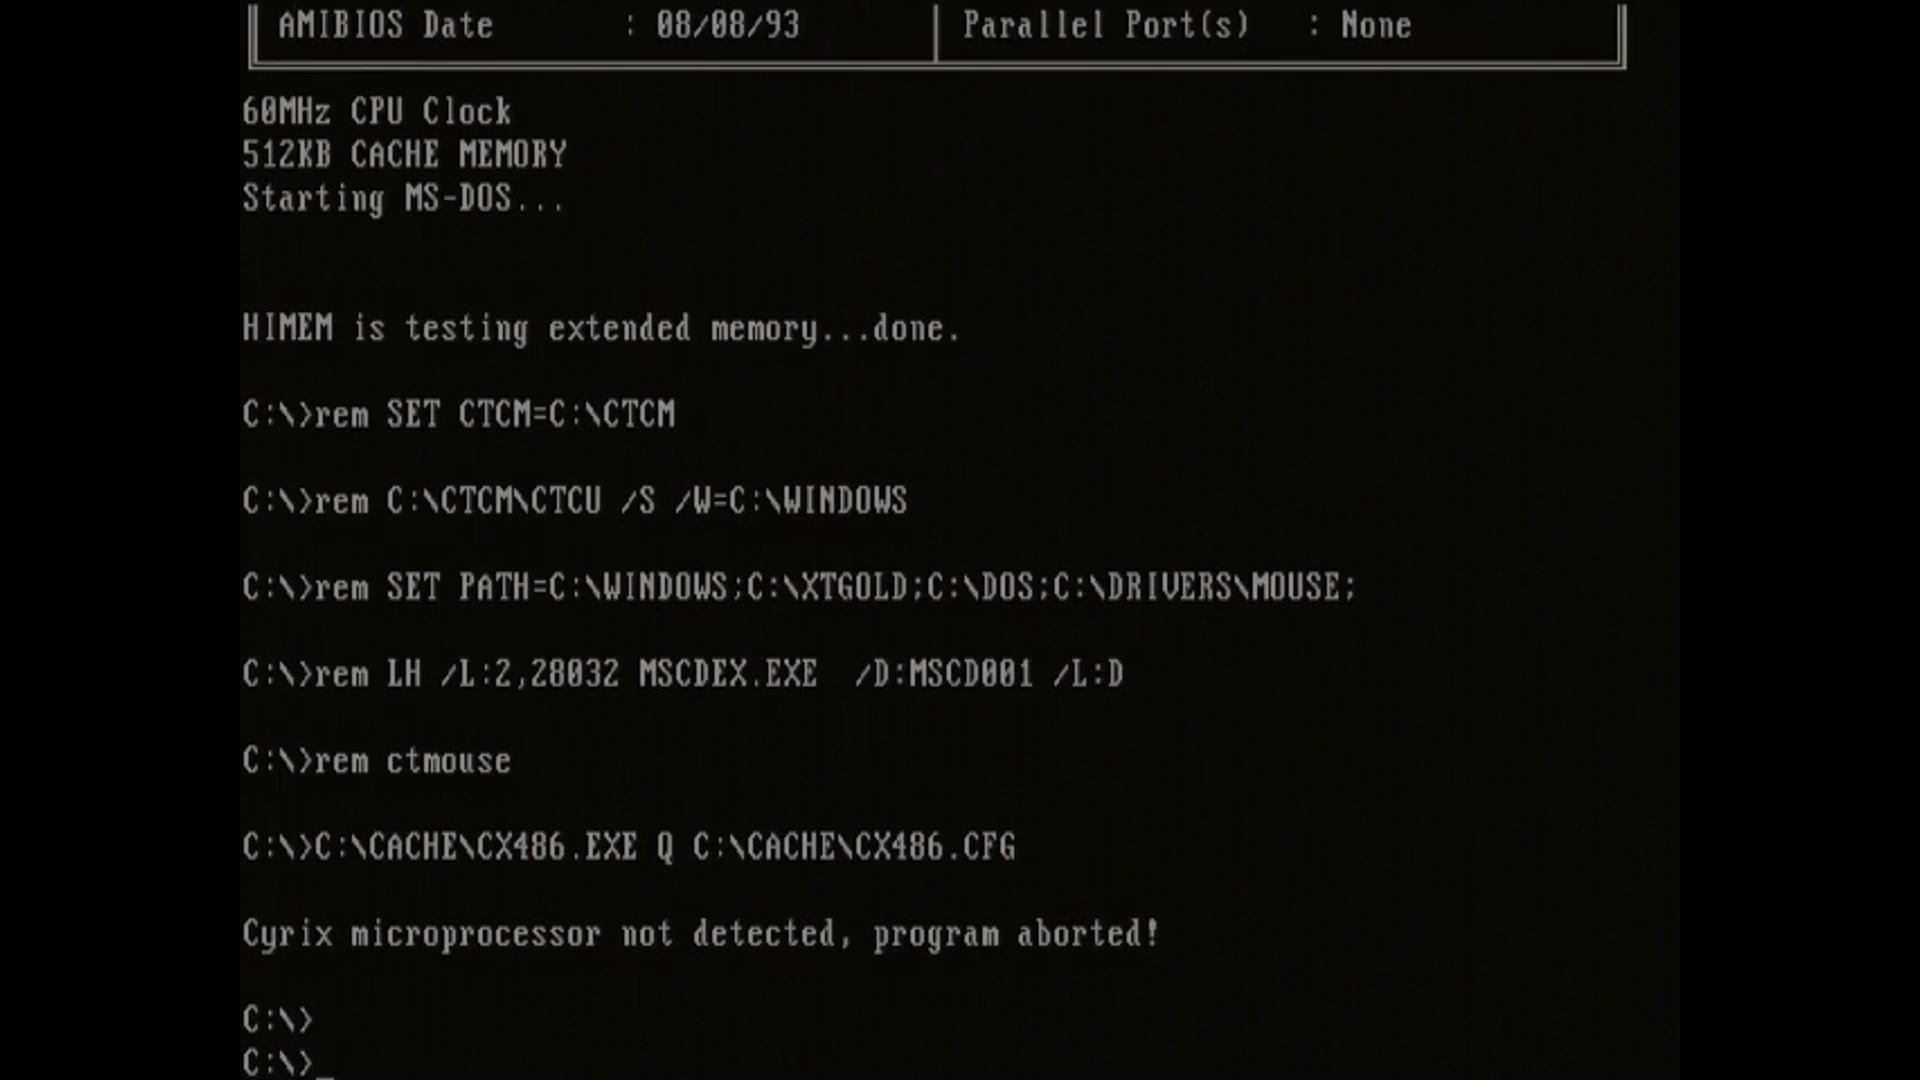 AMIBIOS Date : 08/08/93 Parallel Port(s) : None
60MHz CPU Clock
512KB CACHE MEMORY
Starting MS-DOS...
HIMEM is testing extended memory...done.
C:\>rem SET CTCM=C:\CTCM
C:\>rem C:\CTCM\CTCU /S /W=C:\WINDOWS
C:\>rem SET PATH=C:\WINDOWS;C:\XTGOLD;C:\DOS;C:\DRIVERS\MOUSE;
C:\>rem LH /L:2,28032 MSCDEX.EXE  /D:MSCD001 /L:D
C:\>rem ctmouse
C:\>C:\CACHE\CX486.EXE Q C:\CACHE\CX486.CFG
Cyrix microprocessor not detected, program aborted!
C:\>
C:\>_